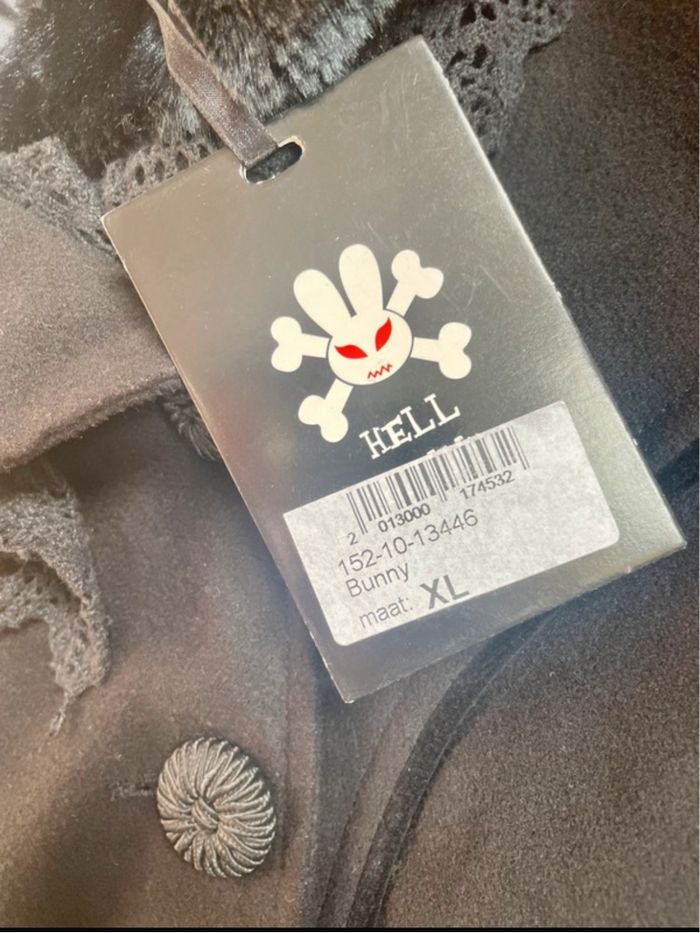 HELL
2 013000 174532
152-10-13446
Bunny
maat: XL